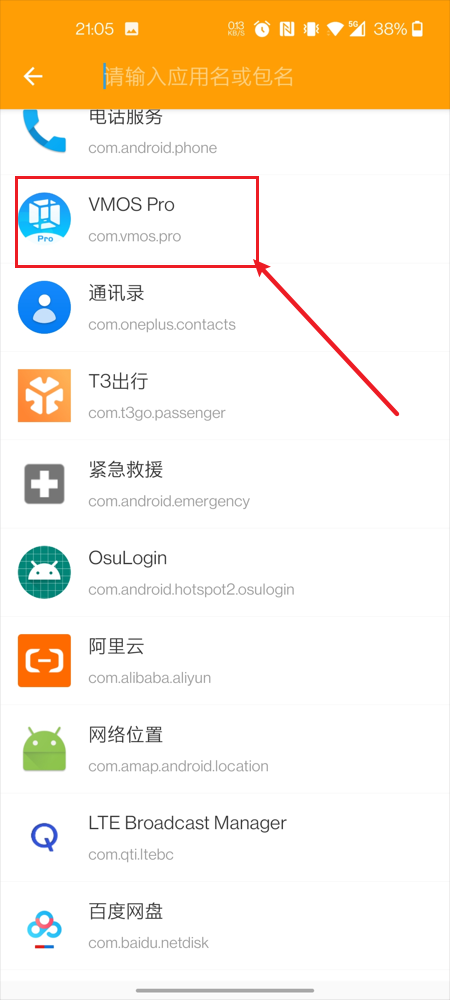 21:05
0.13
KB/S
5G
38%
请输入应用名或包名
电话服务
com.android.phone
VMOS Pro
Pro
com.vmos.pro
通讯录
com.oneplus.contacts
T3出行
com.t3go.passenger
紧急救援
com.android.emergency
OsuLogin
com.android.hotspot2.osulogin
阿里云
com.alibaba.aliyun
网络位置
com.amap.android.location
LTE Broadcast Manager
com.qti.ltebc
百度网盘
com.baidu.netdisk